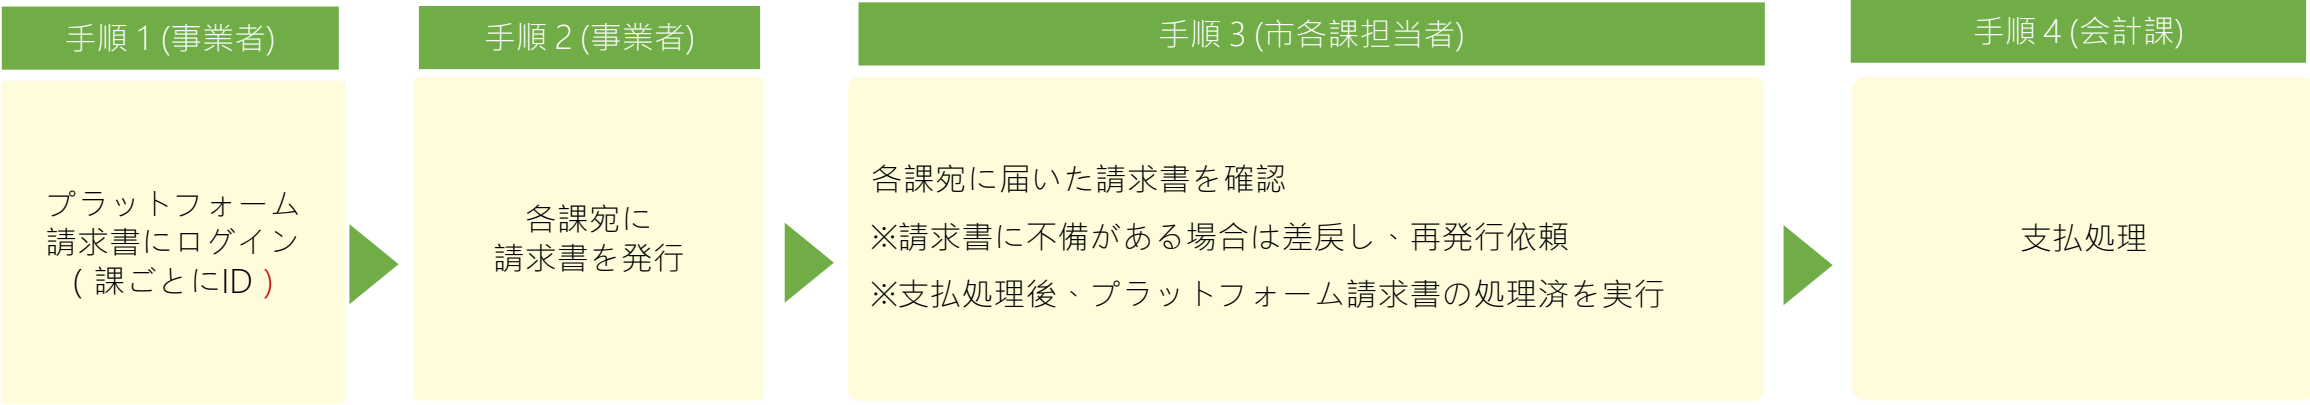 手順１(事業者)
プラットフォーム
請求書にログイン
( 課ごとにID )
手順２(事業者)
各課宛に
請求書を発行
手順３(市各課担当者)
各課宛に届いた請求書を確認
※請求書に不備がある場合は差戻し、再発行依頼
※支払処理後、プラットフォーム請求書の処理済を実行
手順４(会計課)
支払処理